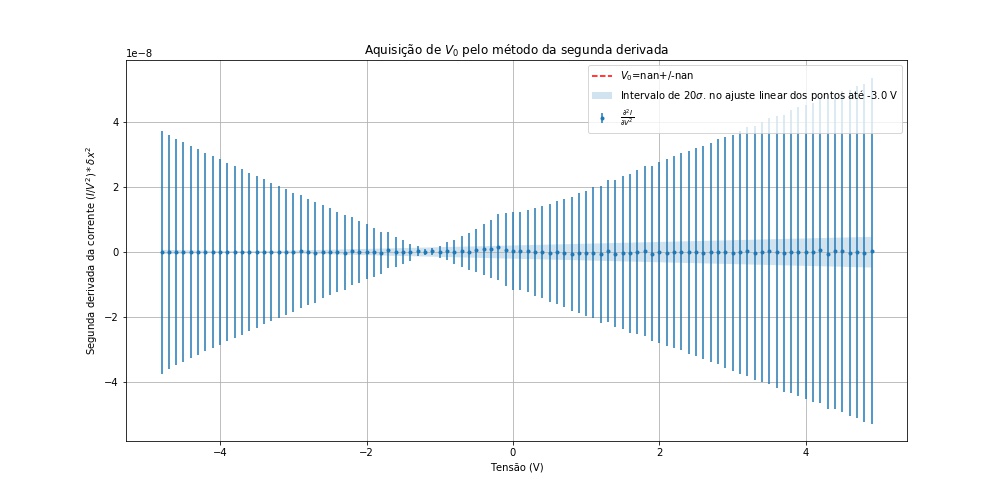 Aquisição de $V_0$ pelo método da segunda derivada
1e−8
V₀=nan+/-nan
Intervalo de 20σ. no ajuste linear dos pontos até -3.0 V
∂²I/∂V²
Segunda derivada da corrente (I/V²)*δx²
4
2
0
−2
−4
−4
−2
0
2
4
Tensão (V)